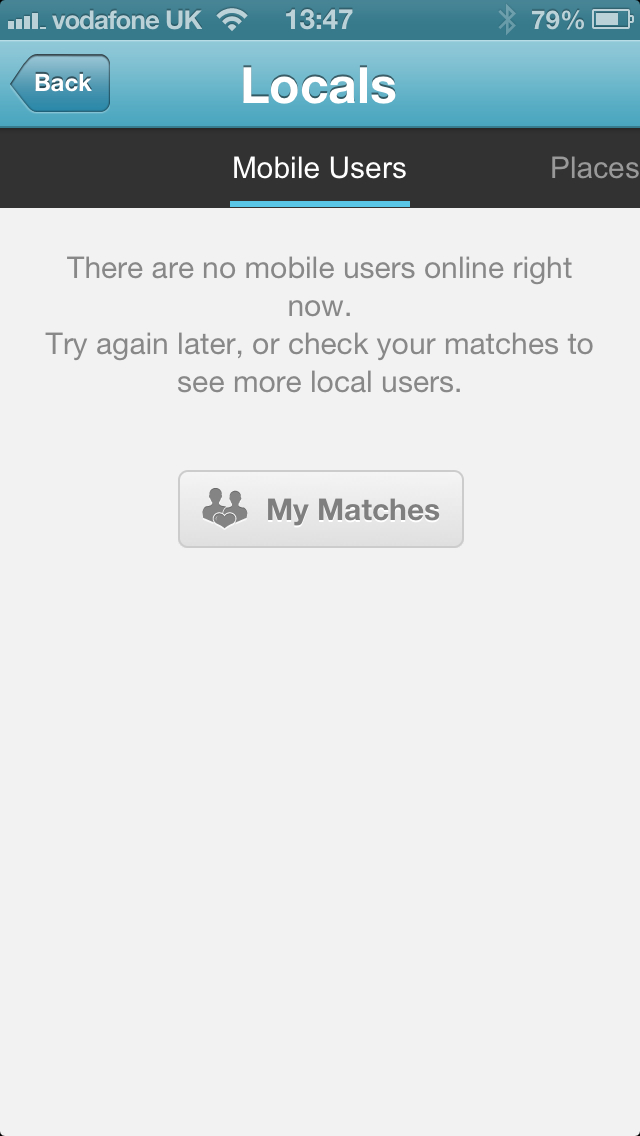 vodafone UK 13:47 79%
Back Locals
Mobile Users Places
There are no mobile users online right
now.
Try again later, or check your matches to
see more local users.
My Matches